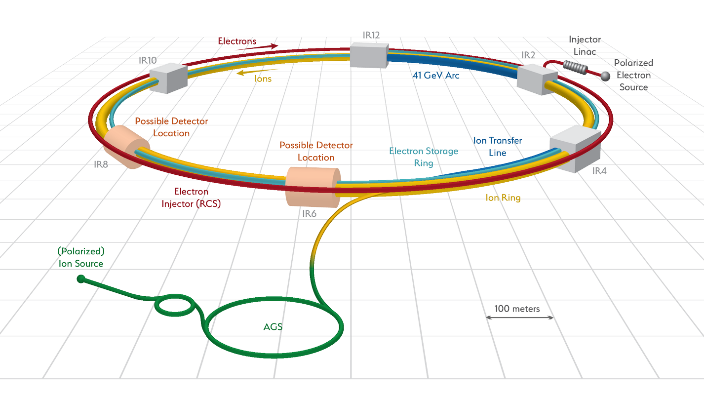 IR12
Electrons
Injector
Linac
IR10
IR2
Polarized
Electron
Source
Ions
41 GeV Arc
Possible Detector
Location
Possible Detector
Location
Ion Transfer
Line
Electron Storage
Ring
IR8
IR4
Electron
Injector (RCS)
Ion Ring
IR6
(Polarized)
Ion Source
100 meters
AGS